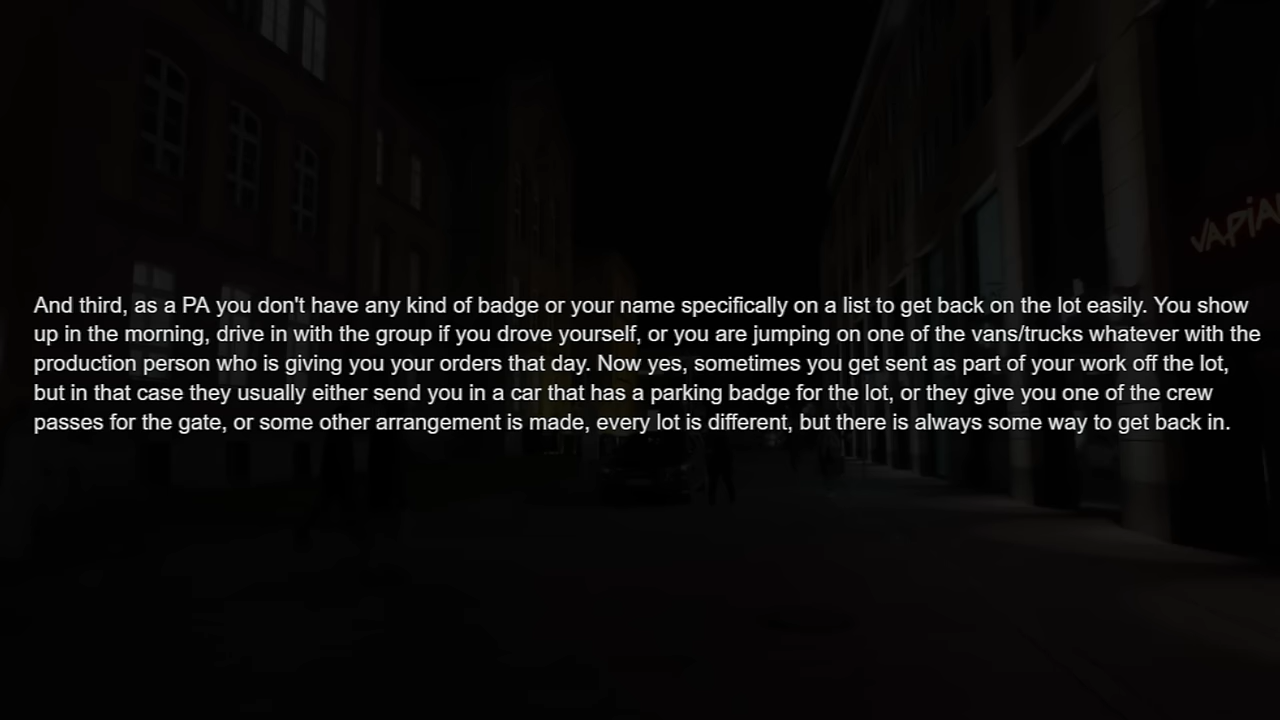 VAPIA
And third, as a PA you don't have any kind of badge or your name specifically on a list to get back on the lot easily. You show
up in the morning, drive in with the group if you drove yourself, or you are jumping on one of the vans/trucks whatever with the
production person who is giving you your orders that day. Now yes, sometimes you get sent as part of your work off the lot,
but in that case they usually either send you in a car that has a parking badge for the lot, or they give you one of the crew
passes for the gate, or some other arrangement is made, every lot is different, but there is always some way to get back in.